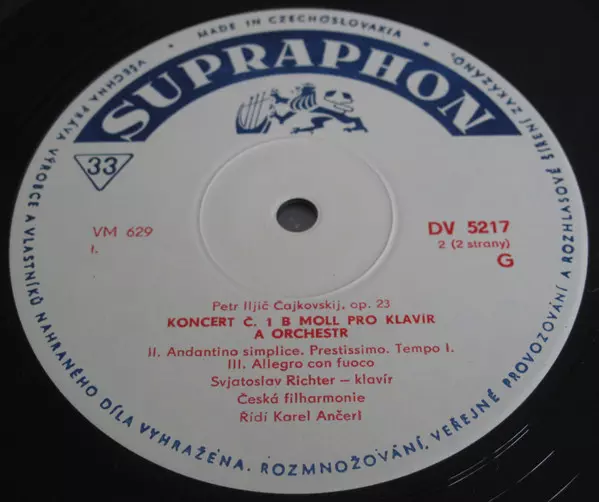 MADE IN CZECHOSLOVAKIA
SUPRAPHON
33
VM 629
I.
DV 5217
2 (2 strany)
G
Petr Iljič Čajkovskij, op. 23
KONCERT Č. 1 B MOLL PRO KLAVÍR
A ORCHESTR
II. Andantino simplice. Prestissimo. Tempo I.
III. Allegro con fuoco
Svjatoslav Richter – klavír
Česká filharmonie
Řídí Karel Ančerl
VŠECHNA PRÁVA VÝROBCE A VLASTNÍKŮ NAHRANÉHO DÍLA VYHRAŽENA. ROZMNOŽOVÁNÍ, VEŘEJNÉ PROVOZOVÁNÍ A ROZHLASOVÉ ŠÍŘENÍ ZAKÁZÁNO.